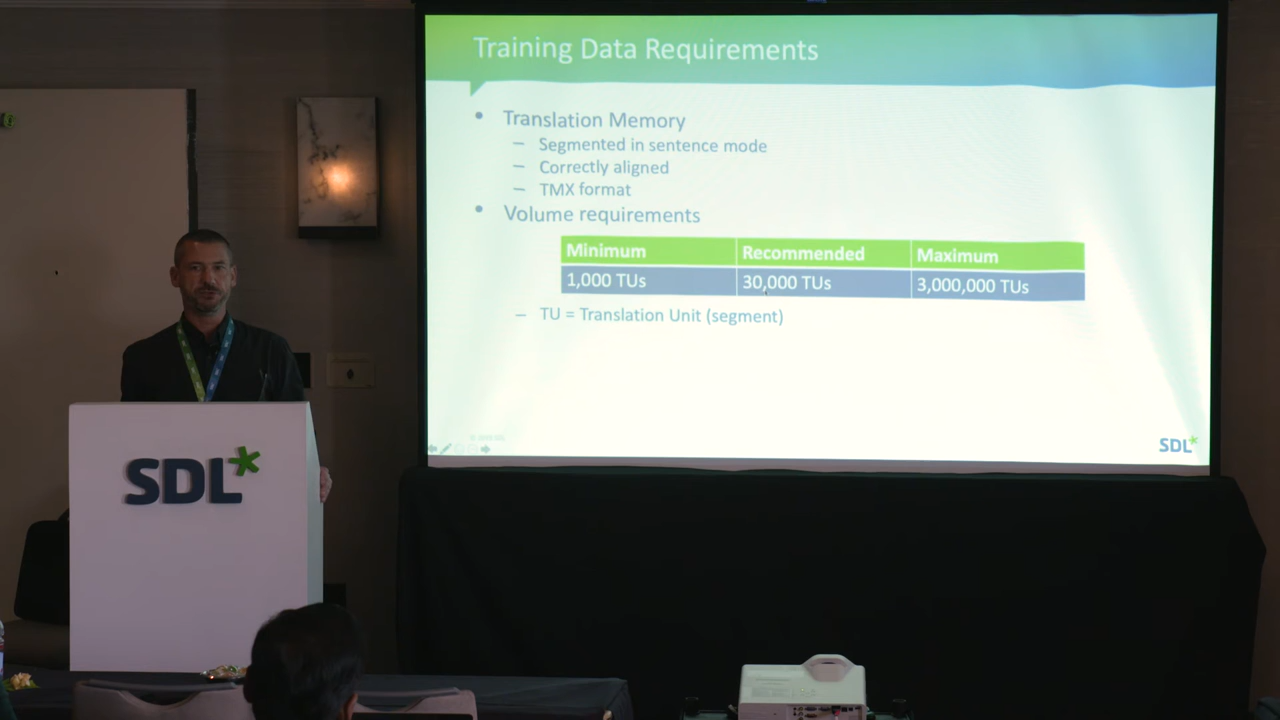 Training Data Requirements
• Translation Memory
– Segmented in sentence mode
– Correctly aligned
– TMX format
• Volume requirements
Minimum Recommended Maximum
1,000 TUs 30,000 TUs 3,000,000 TUs
– TU = Translation Unit (segment)
SDL*
SDL*